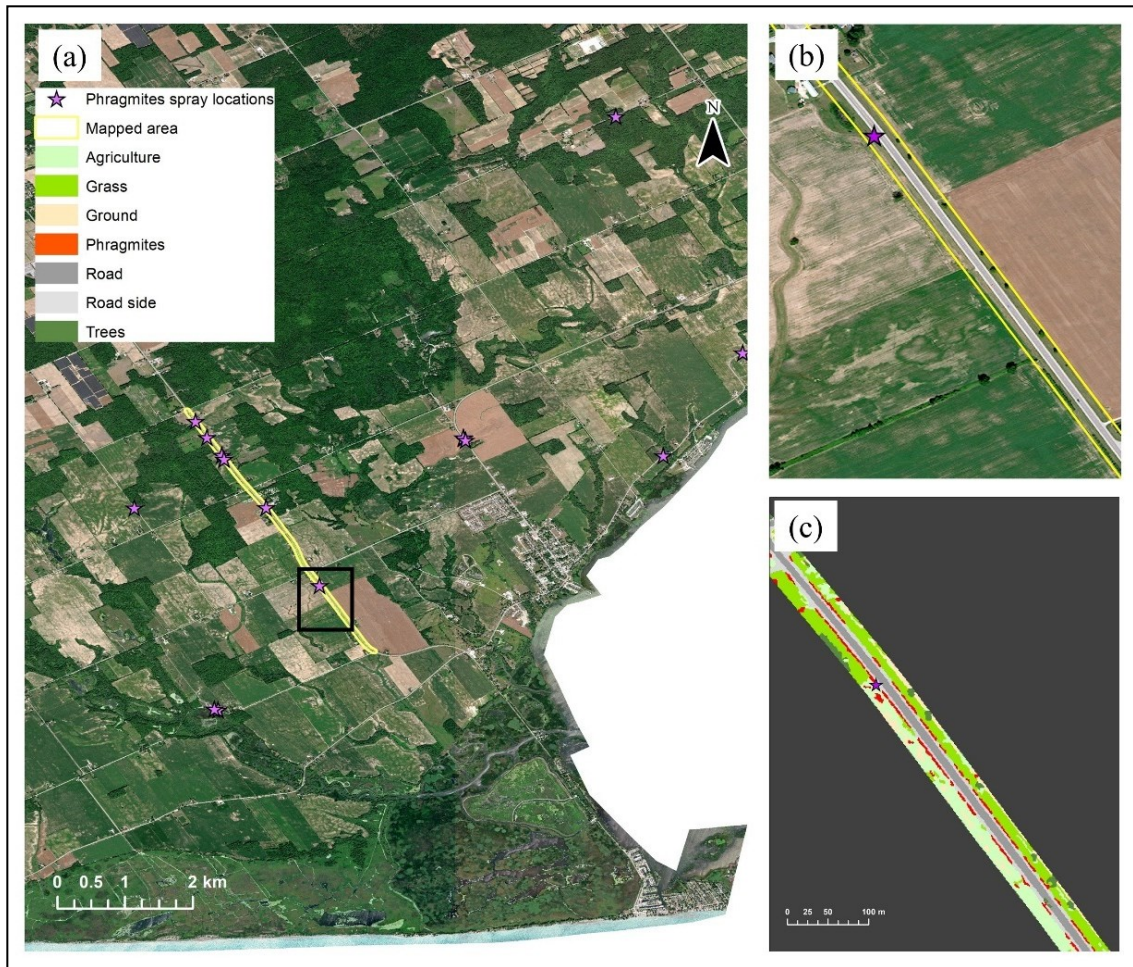 (a)
Phragmites spray locations
Mapped area
Agriculture
Grass
Ground
Phragmites
Road
Road side
Trees
N
0 0.5 1 2 km
(b)
(c)
0 25 50 100 m